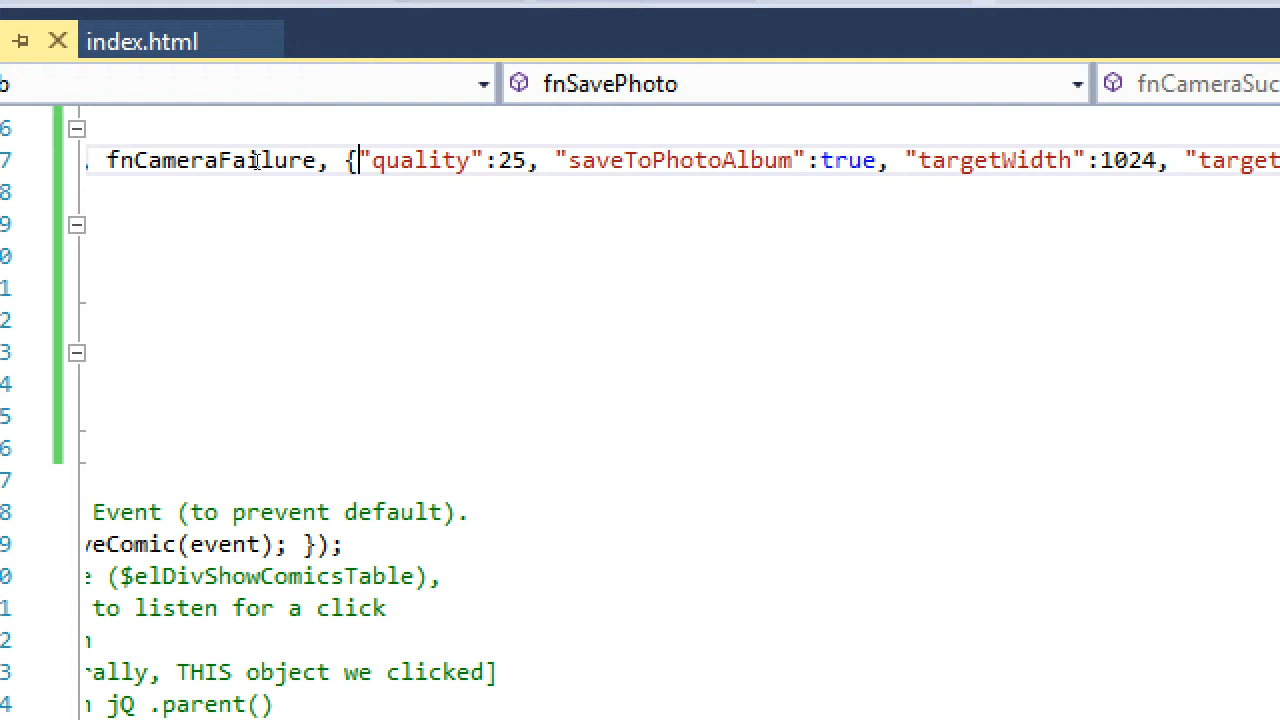 index.html
b fnSavePhoto fnCameraSuc
6
7 , fnCameraFailure, {"quality":25, "saveToPhotoAlbum":true, "targetWidth":1024, "target
8
9
0
1
2
3
4
5
6
7
8 Event (to prevent default).
9 veComic(event); });
0 e ($elDivShowComicsTable),
1 to listen for a click
2 n
3 rally, THIS object we clicked]
4 n jQ .parent()